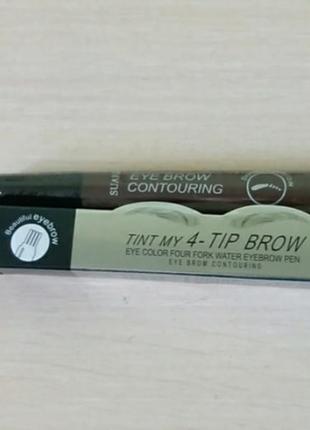 EYE BROW
CONTOURING
Beautiful eyebrow
TINT MY 4-TIP BROW
EYE COLOR FOUR FORK WATER EYEBROW PEN
EYE BROW CONTOURING